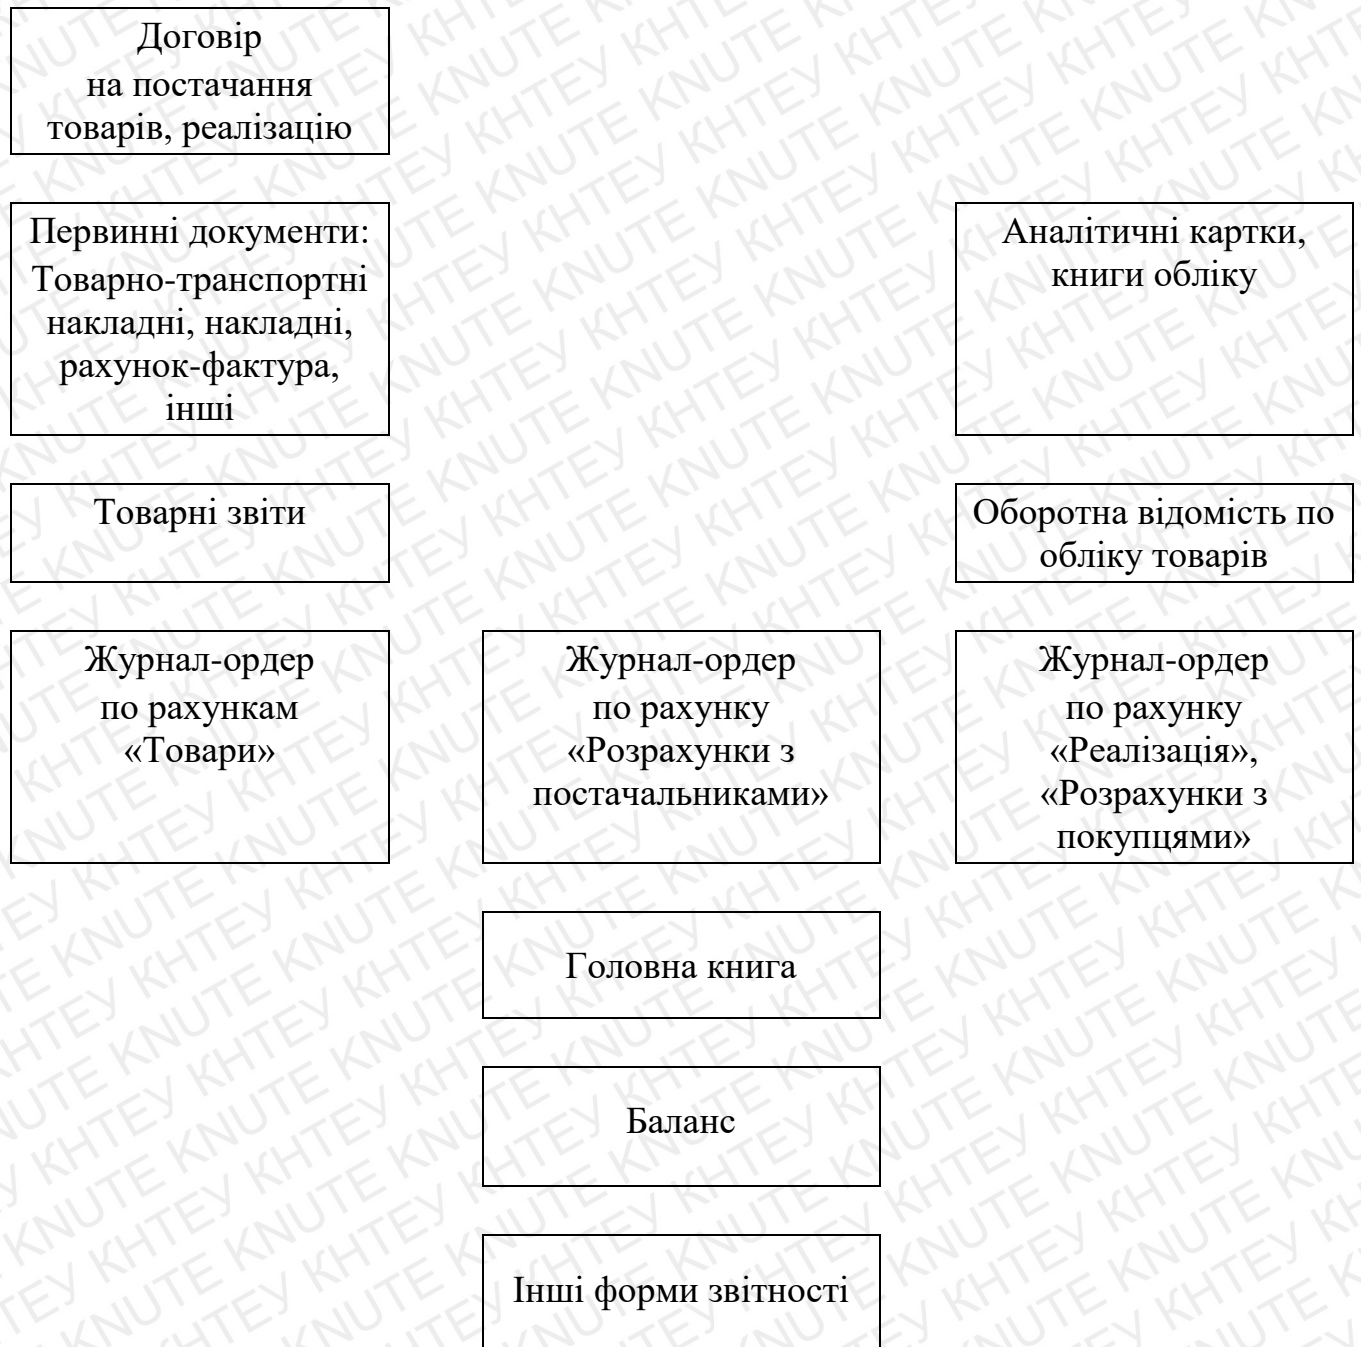 Договір
на постачання
товарів, реалізацію
Первинні документи:
Товарно-транспортні
накладні, накладні,
рахунок-фактура,
інші
Аналітичні картки,
книги обліку
Товарні звіти
Оборотна відомість по
обліку товарів
Журнал-ордер
по рахункам
«Товари»
Журнал-ордер
по рахунку
«Розрахунки з
постачальниками»
Журнал-ордер
по рахунку
«Реалізація»,
«Розрахунки з
покупцями»
Головна книга
Баланс
Інші форми звітності